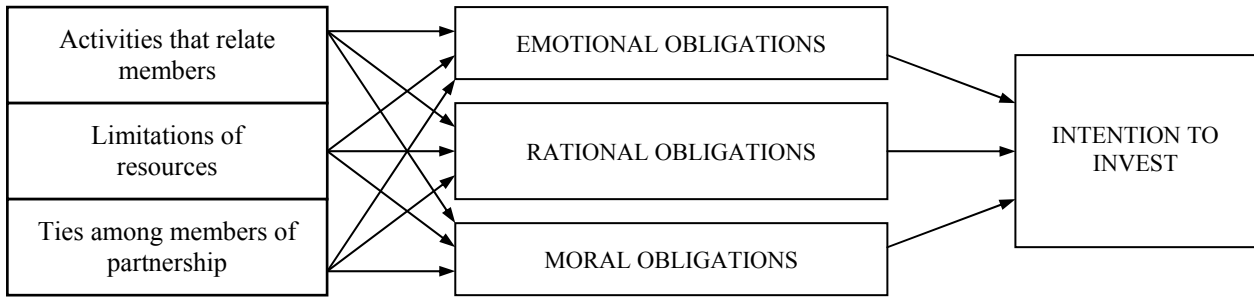 Activities that relate
members
Limitations of
resources
Ties among members of
partnership
EMOTIONAL OBLIGATIONS
RATIONAL OBLIGATIONS
MORAL OBLIGATIONS
INTENTION TO
INVEST